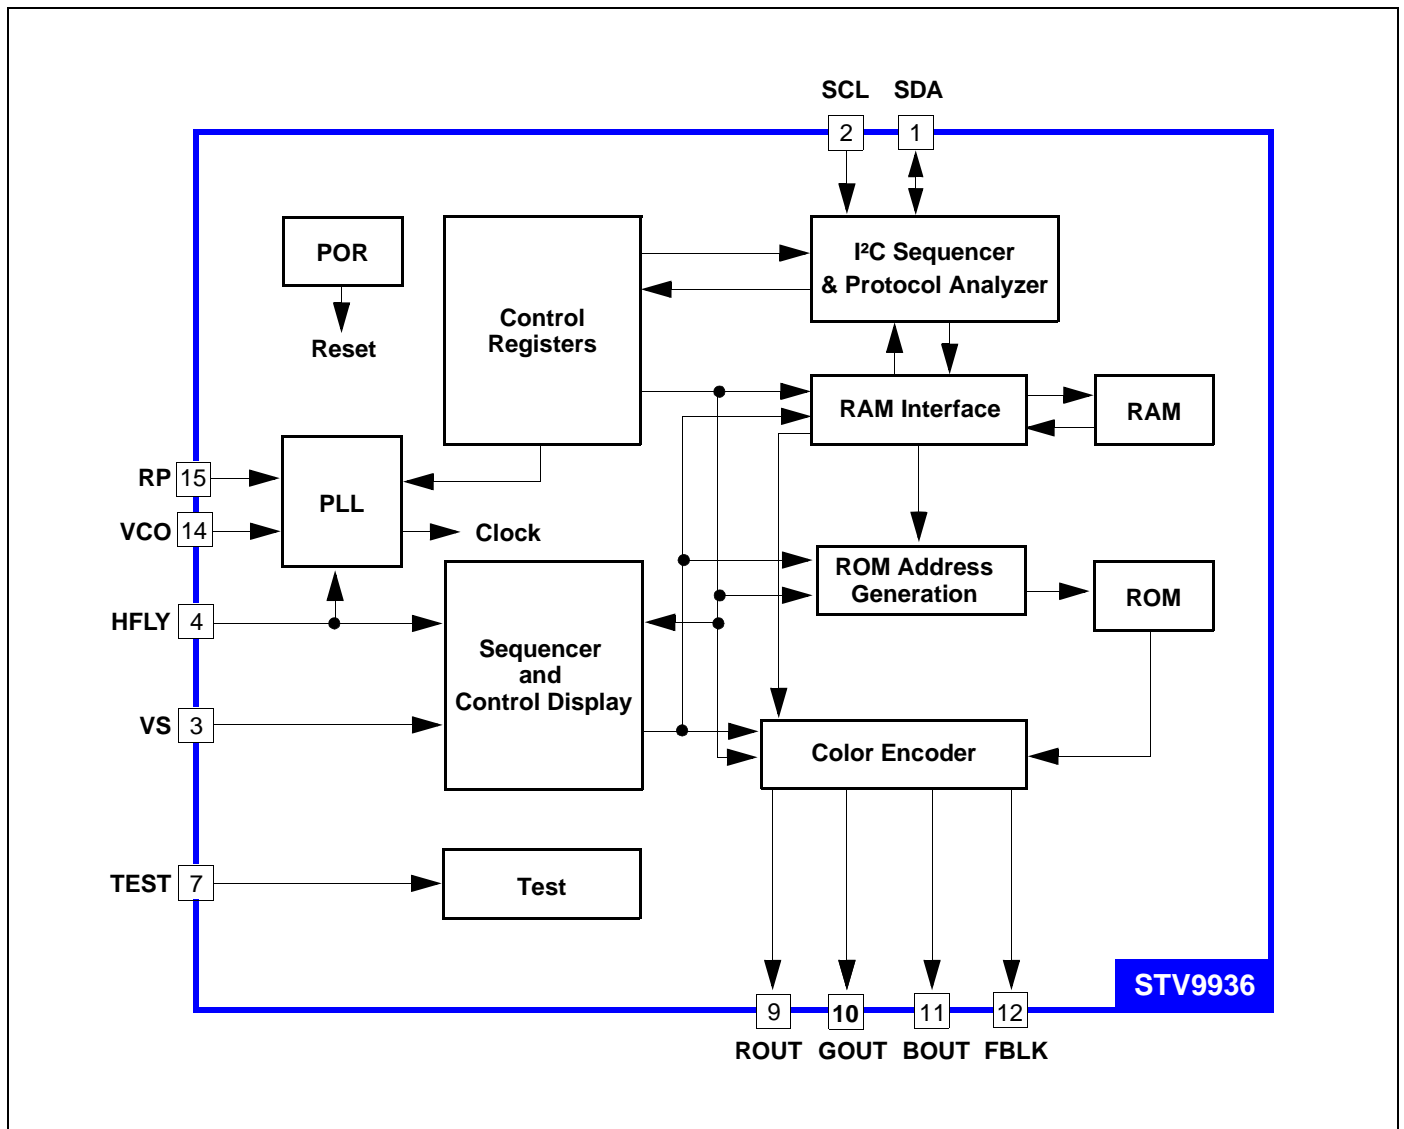 SCL SDA
2 1
POR
Reset
Control
Registers
I²C Sequencer
& Protocol Analyzer
RAM Interface
RAM
RP 15
VCO 14
PLL
Clock
ROM Address
Generation
ROM
HFLY 4
Sequencer
and
Control Display
VS 3
Color Encoder
TEST 7
Test
STV9936
9 10 11 12
ROUT GOUT BOUT FBLK